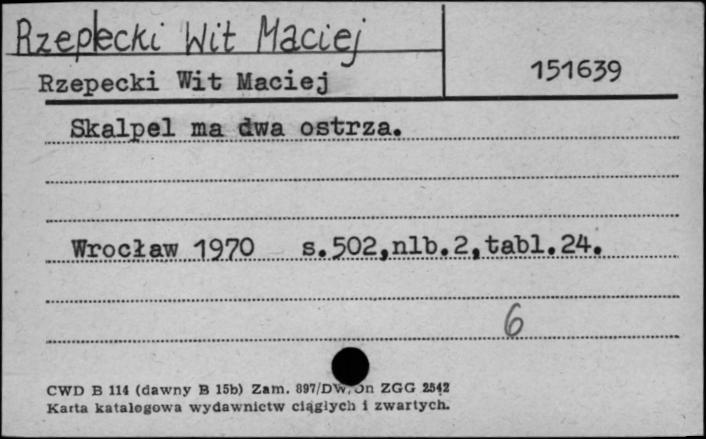 Rzepecki Wit Maciej
Rzepecki Wit Maciej
151639
Skalpel ma dwa ostrza.
Wrocław 1970 s.502,nlb.2,tabl.24.
6
CWD B 114 (dawny B 15b) Zam. 897/DW, ZGG 2542
Karta katalogowa wydawnictw ciągłych i zwartych.